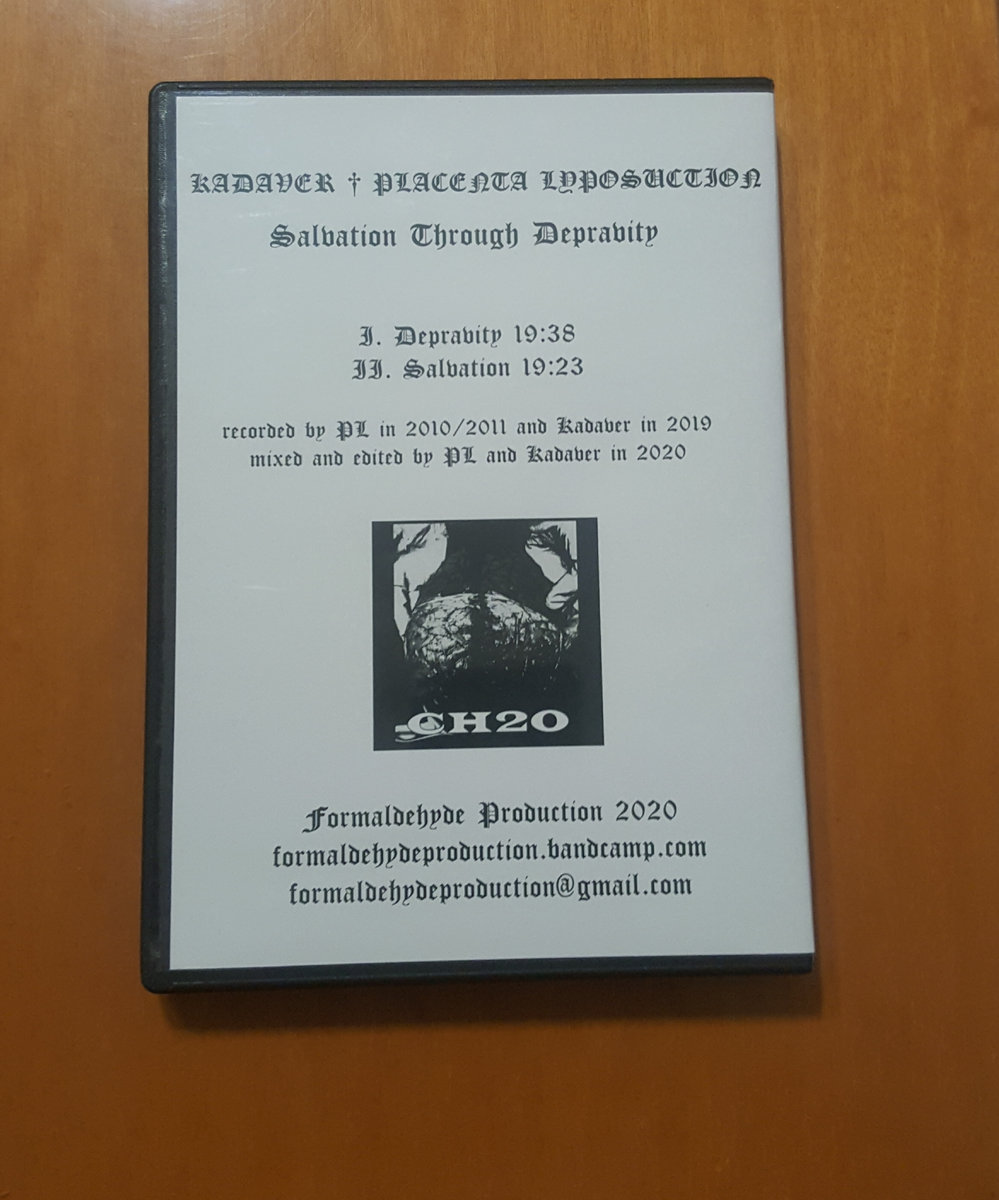 KADAVER † PLACENTA LYPOSUCTION
Salvation Through Depravity
I. Depravity 19:38
II. Salvation 19:23
recorded by PL in 2010/2011 and Kadaver in 2019
mixed and edited by PL and Kadaver in 2020
CH2O
Formaldehyde Production 2020
formaldehydeproduction.bandcamp.com
formaldehydeproduction@gmail.com